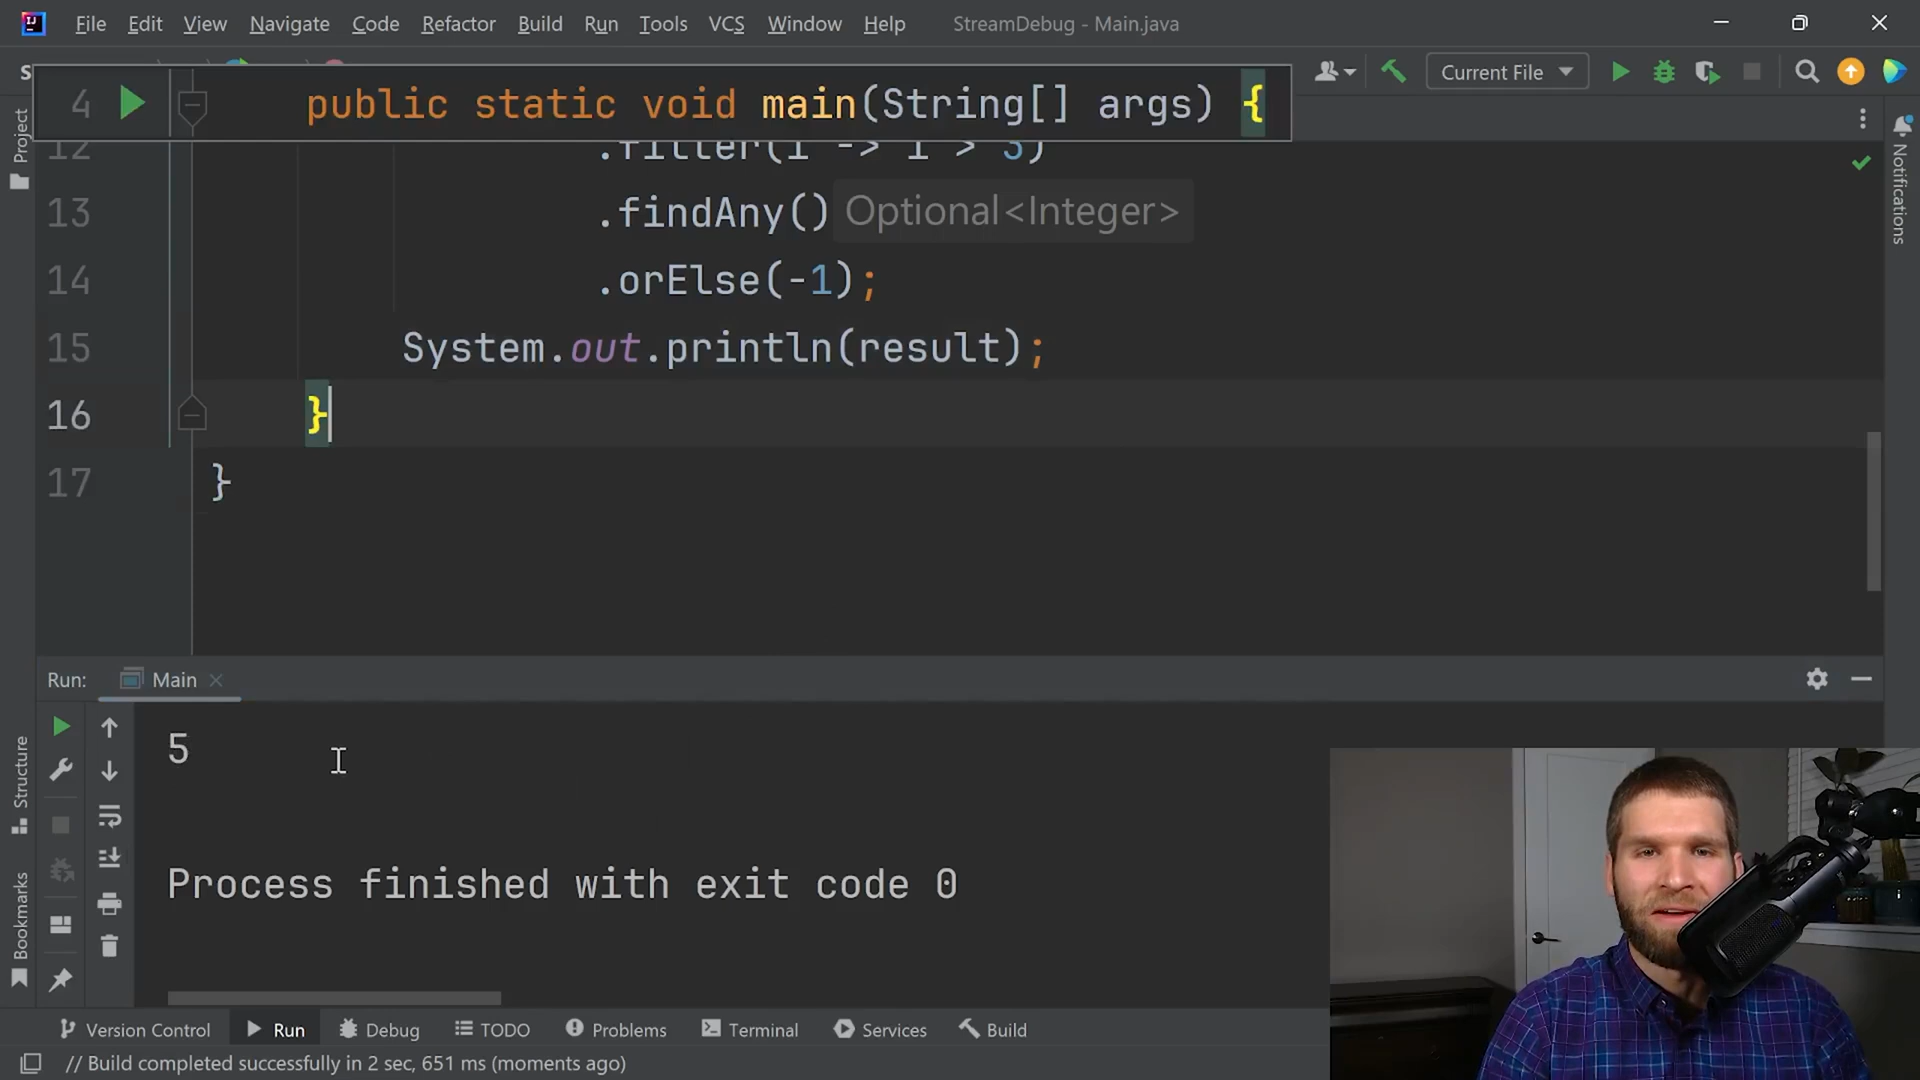 File Edit View Navigate Code Refactor Build Run Tools VCS Window Help StreamDebug - Main.java
Current File
4 public static void main(String[] args) {
12 .filter(i -> i > 3)
13 .findAny() Optional<Integer>
14 .orElse(-1);
15 System.out.println(result);
16 }
17 }
Project
Notifications
Run: Main
5
Process finished with exit code 0
Structure
Bookmarks
Version Control Run Debug TODO Problems Terminal Services Build
// Build completed successfully in 2 sec, 651 ms (moments ago)